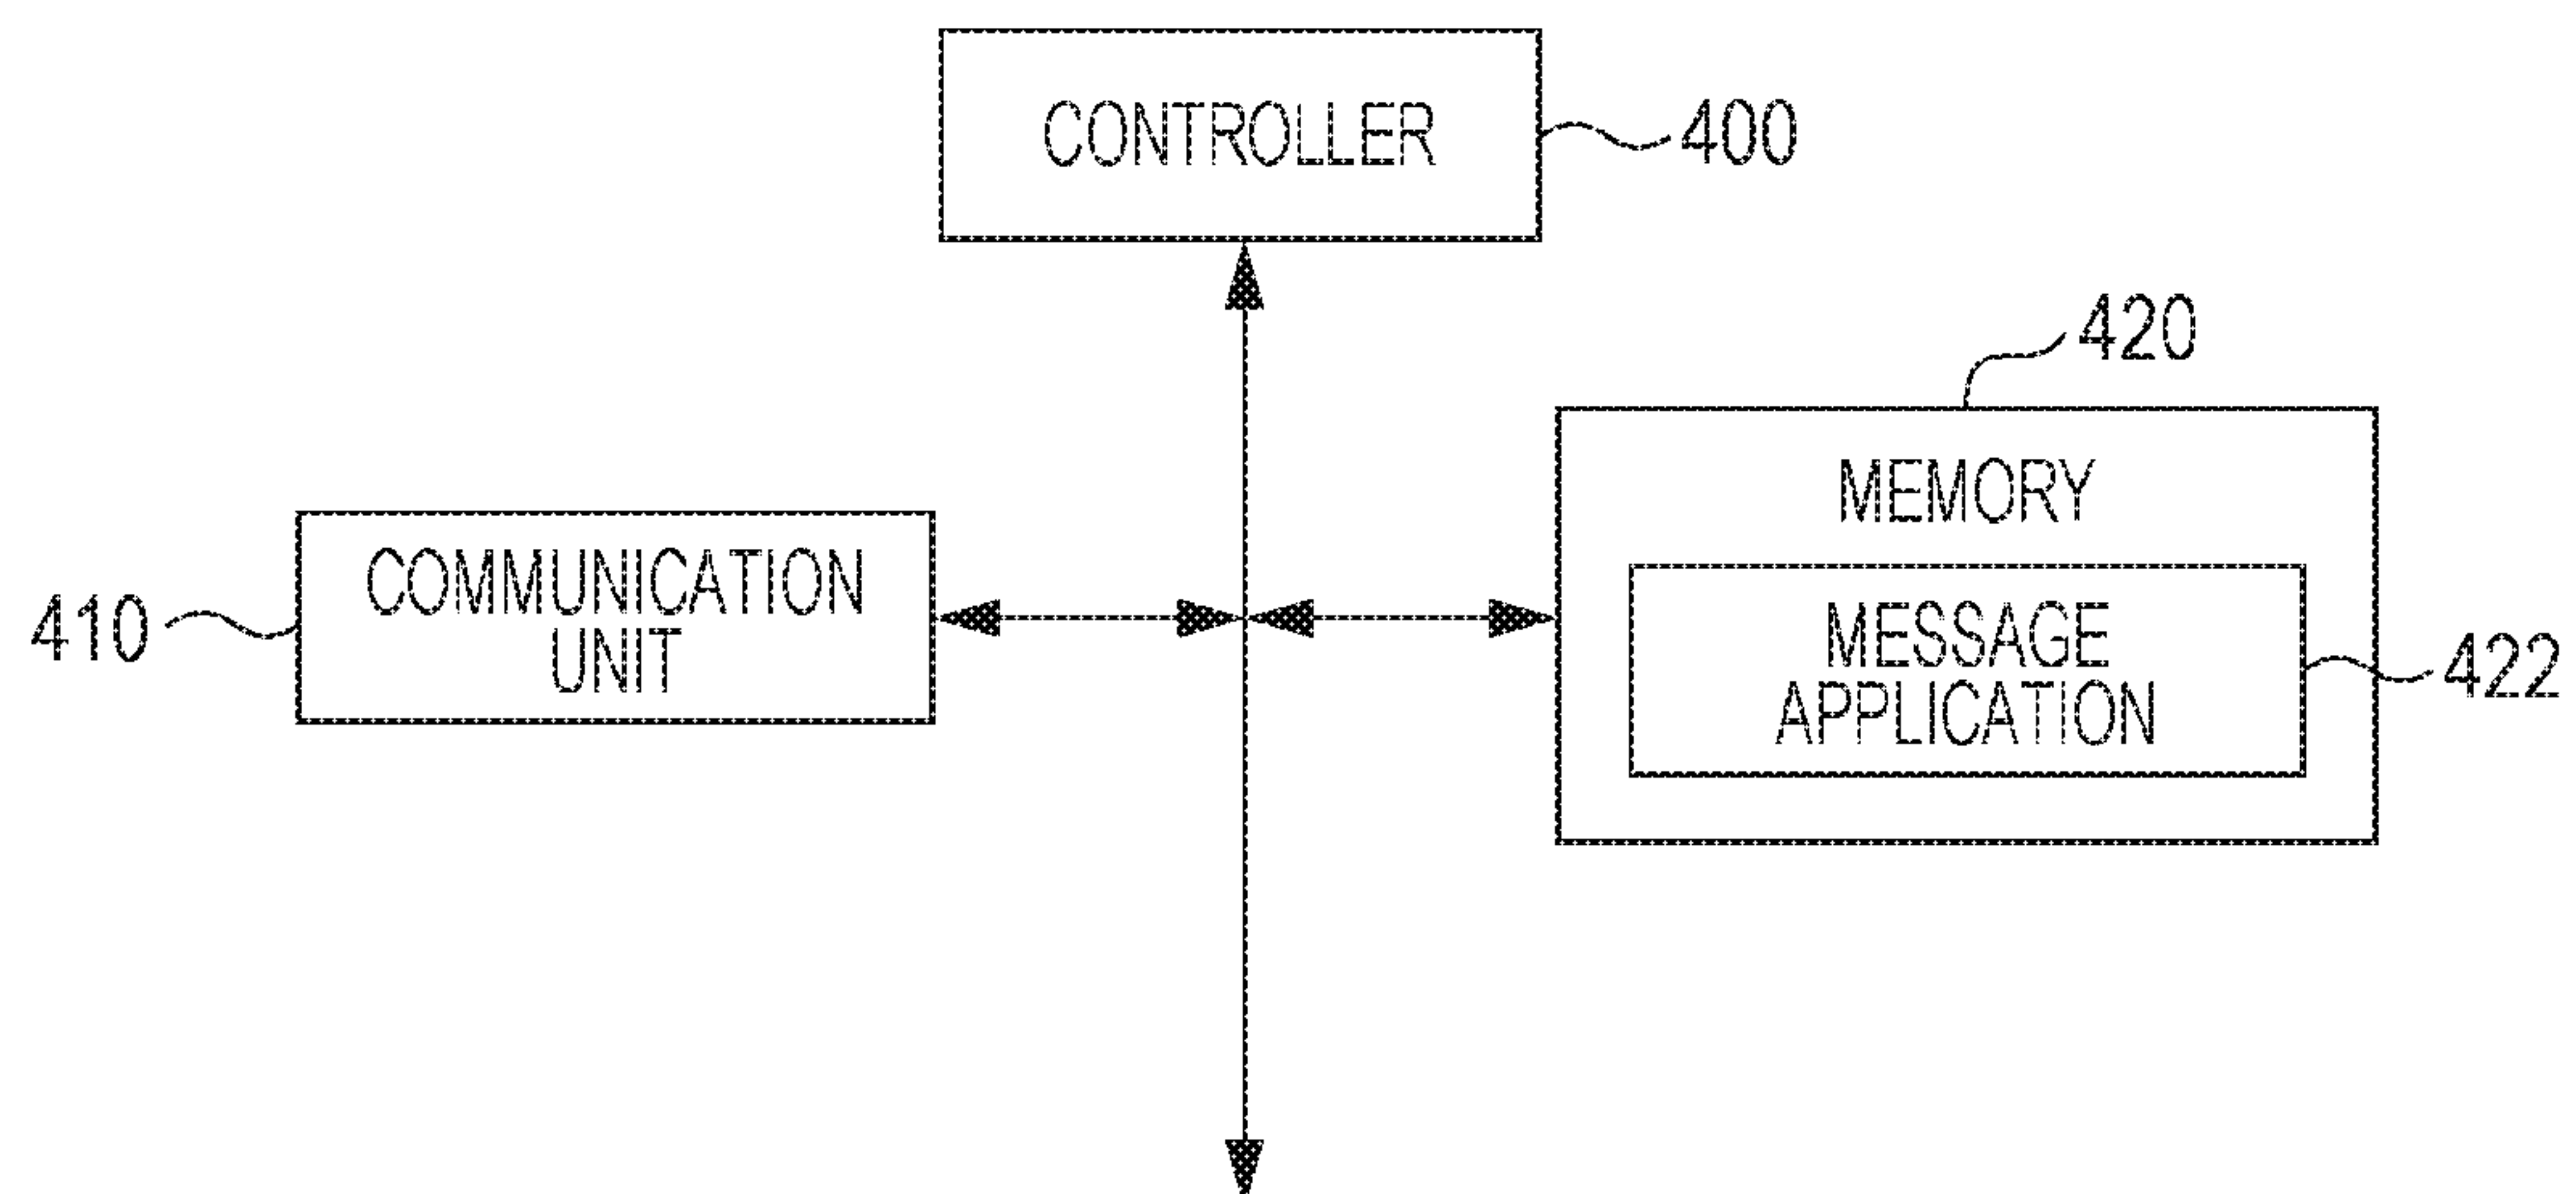 CONTROLLER
400
420
MEMORY
COMMUNICATION
UNIT
410
MESSAGE
APPLICATION
422